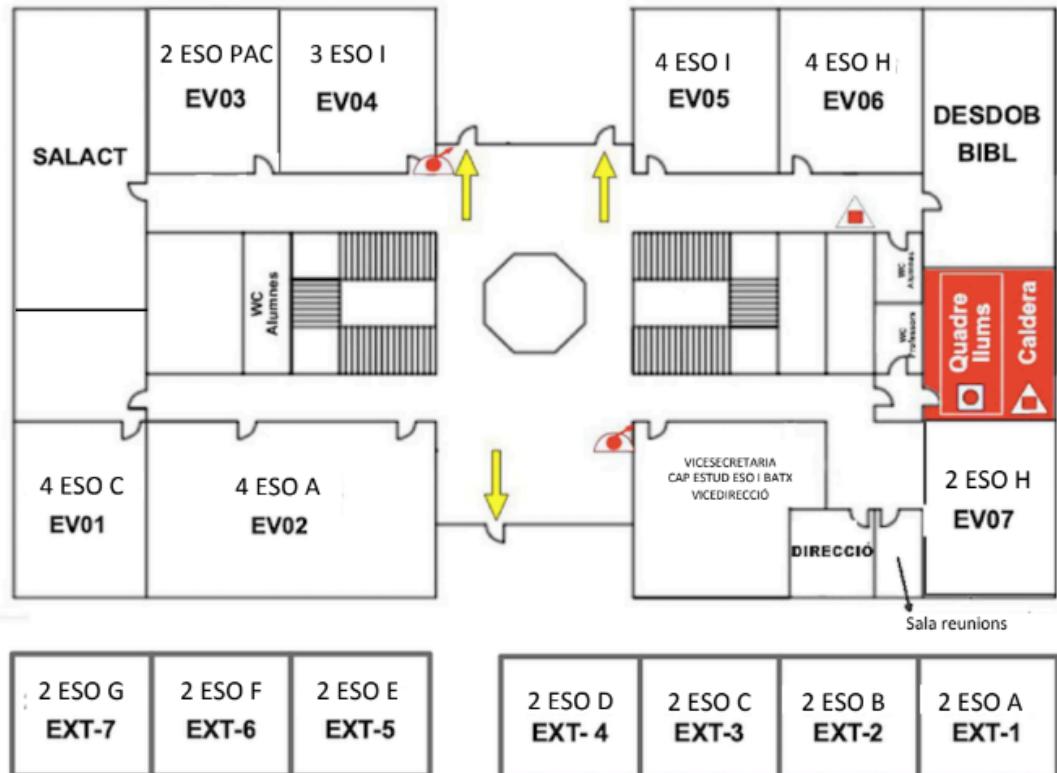 2 ESO PAC
EV03
3 ESO I
EV04
4 ESO I
EV05
4 ESO H
EV06
SALACT
DESDOB
BIBL
WC
Alumnes
WC
Alumnes
WC
Professors
Quadre
llums
Caldera
4 ESO C
EV01
4 ESO A
EV02
VICESECRETARIA
CAP ESTUD ESO I BATX
VICEDIRECCIÓ
DIRECCIÓ
2 ESO H
EV07
Sala reunions
2 ESO G
EXT-7
2 ESO F
EXT-6
2 ESO E
EXT-5
2 ESO D
EXT- 4
2 ESO C
EXT-3
2 ESO B
EXT-2
2 ESO A
EXT-1